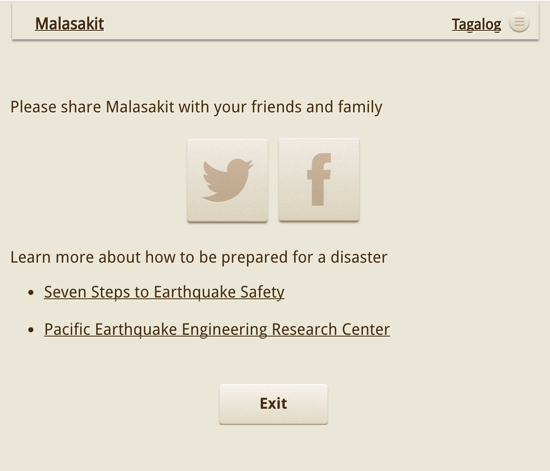 Malasakit
Tagalog
Please share Malasakit with your friends and family
Learn more about how to be prepared for a disaster
Seven Steps to Earthquake Safety
Pacific Earthquake Engineering Research Center
Exit